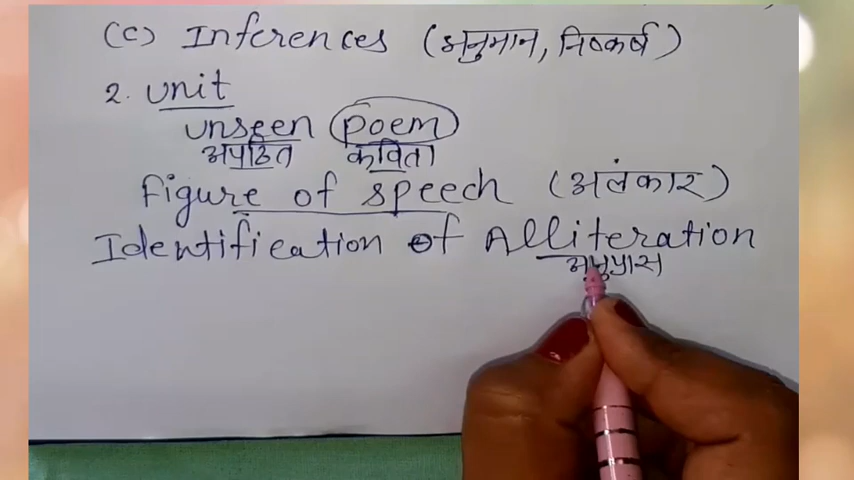 (c) Inferences (अनुमान, निष्कर्ष)
2. unit
unseen poem
अपठित कविता
figure of speech (अलंकार)
Identification of Alliteration
अनुप्रास